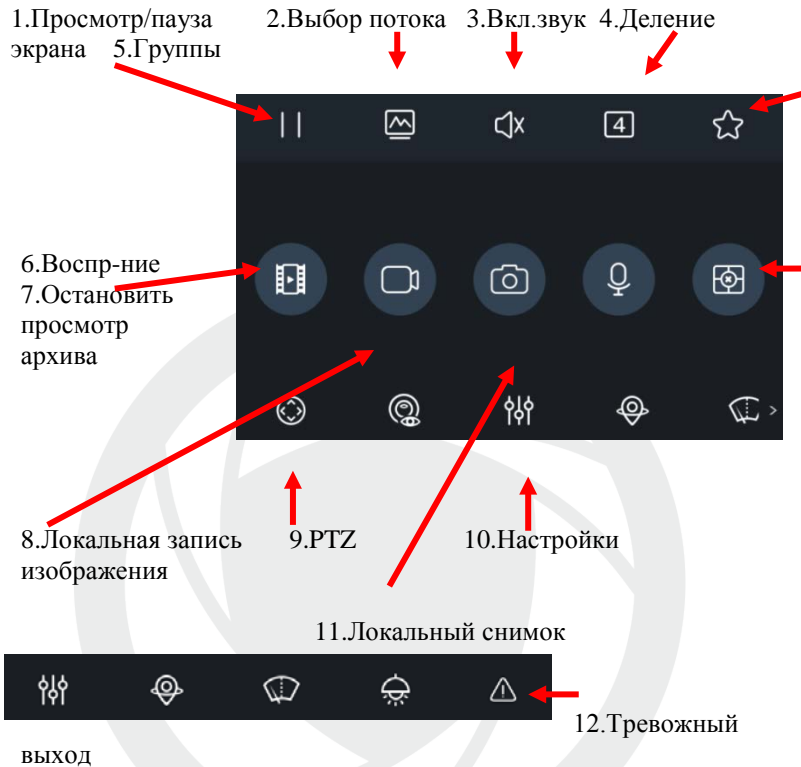 1.Просмотр/пауза 2.Выбор потока 3.Вкл.звук 4.Деление
экрана 5.Группы
4
6.Воспр-ние
7.Остановить
просмотр
архива
8.Локальная запись 9.PTZ 10.Настройки
изображения
11.Локальный снимок
12.Тревожный
выход